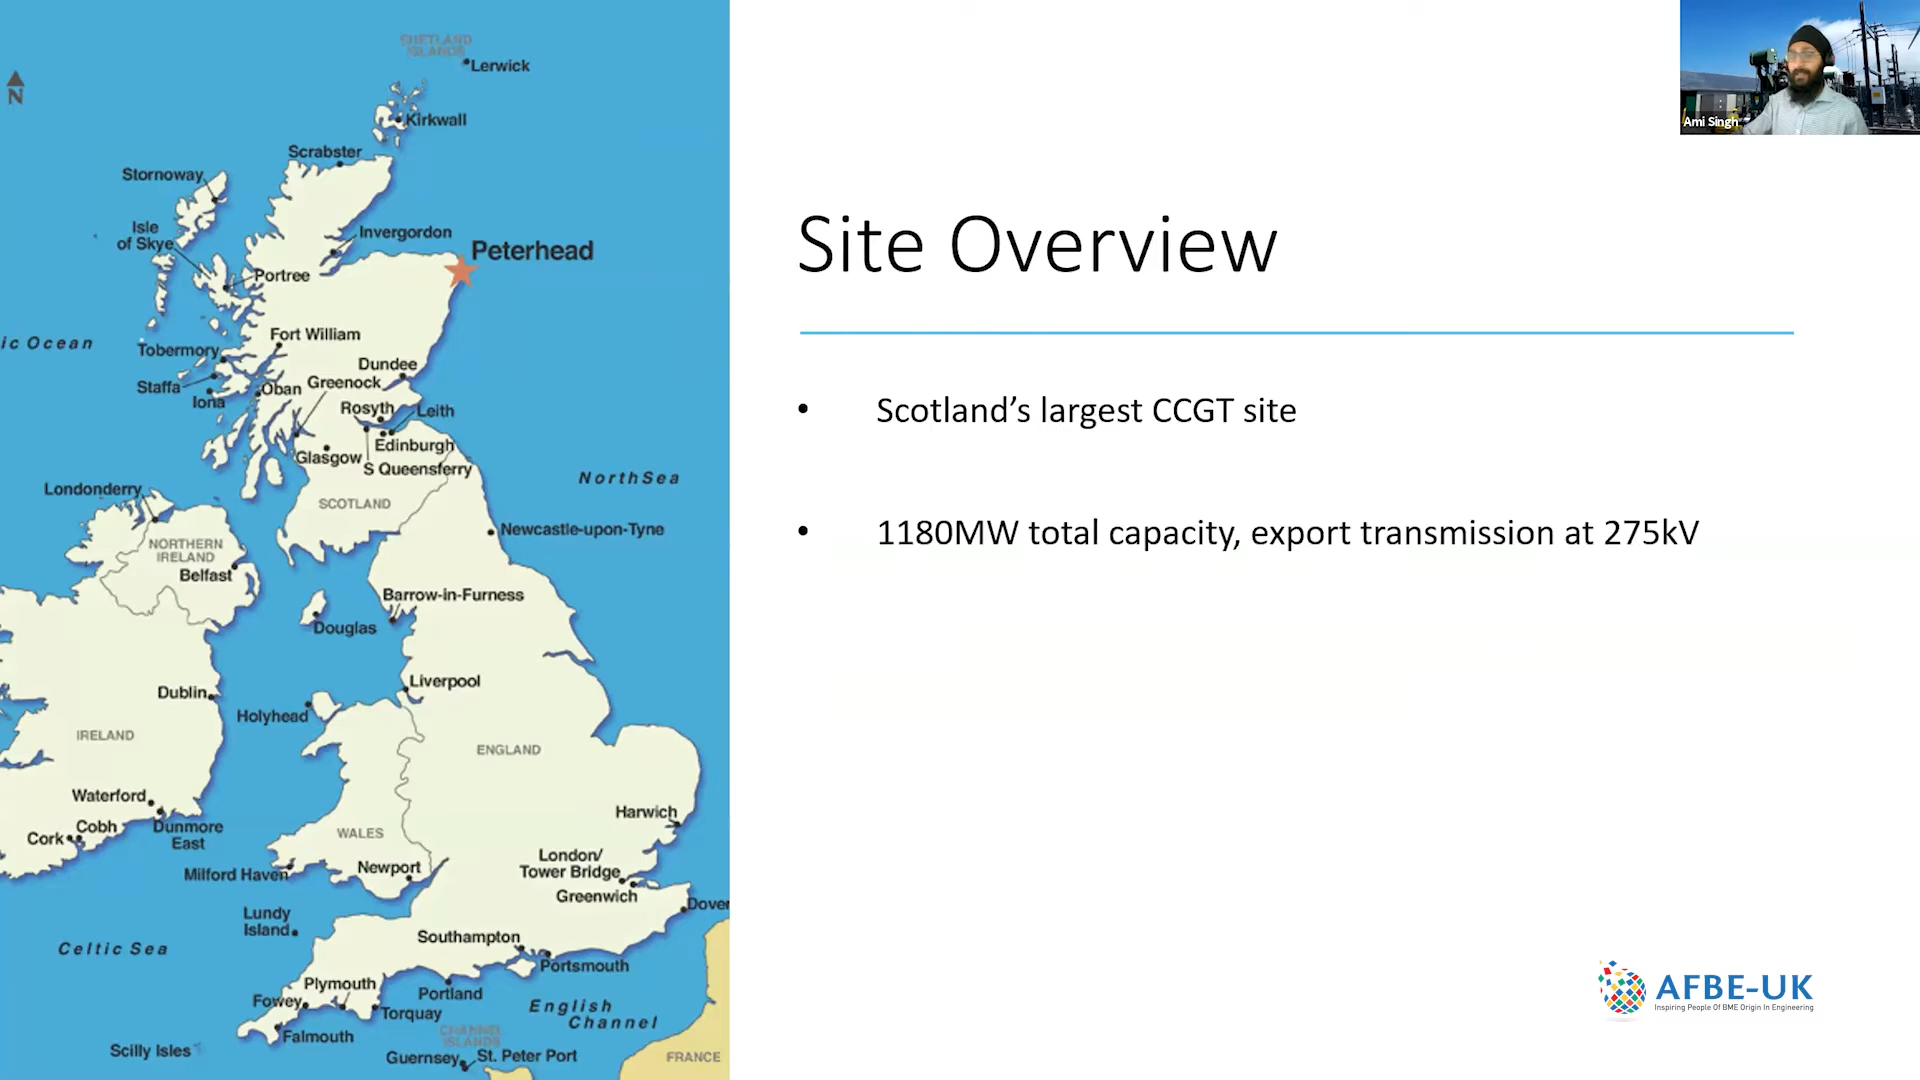 SHETLAND
ISLANDS
Lerwick
N
Kirkwall
Scrabster
Stornoway
Isle
of Skye
Invergordon
Peterhead
Portree
ic Ocean
Fort William
Tobermory
Dundee
Staffa
Greenock
Oban
Iona
Rosyth
Leith
Edinburgh
Glasgow
S Queensferry
North Sea
Londonderry
SCOTLAND
Newcastle-upon-Tyne
NORTHERN
IRELAND
Belfast
Barrow-in-Furness
Douglas
Liverpool
Dublin
Holyhead
IRELAND
ENGLAND
Waterford
Harwich
Cobh
Cork
Dunmore
East
WALES
Milford Haven
Newport
London/
Tower Bridge
Greenwich
Dover
Lundy
Island
Celtic Sea
Southampton
Portsmouth
Plymouth
Portland
Fowey
Torquay
English
Channel
Falmouth
CHANNEL
ISLANDS
Scilly Isles
Guernsey
St. Peter Port
FRANCE
Ami Singh
Site Overview
• Scotland’s largest CCGT site
• 1180MW total capacity, export transmission at 275kV
AFBE-UK
Inspiring People Of BME Origin In Engineering